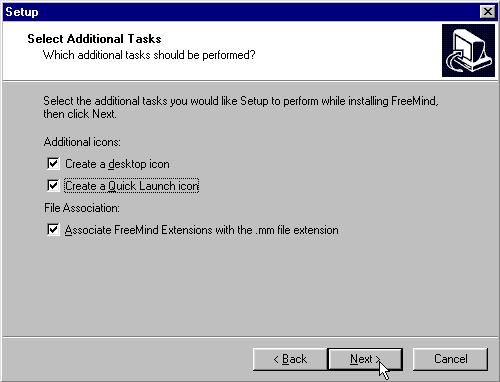 Setup
Select Additional Tasks
Which additional tasks should be performed?
Select the additional tasks you would like Setup to perform while installing FreeMind,
then click Next.
Additional icons:
Create a desktop icon
Create a Quick Launch icon
File Association:
Associate FreeMind Extensions with the .mm file extension
< Back
Next >
Cancel